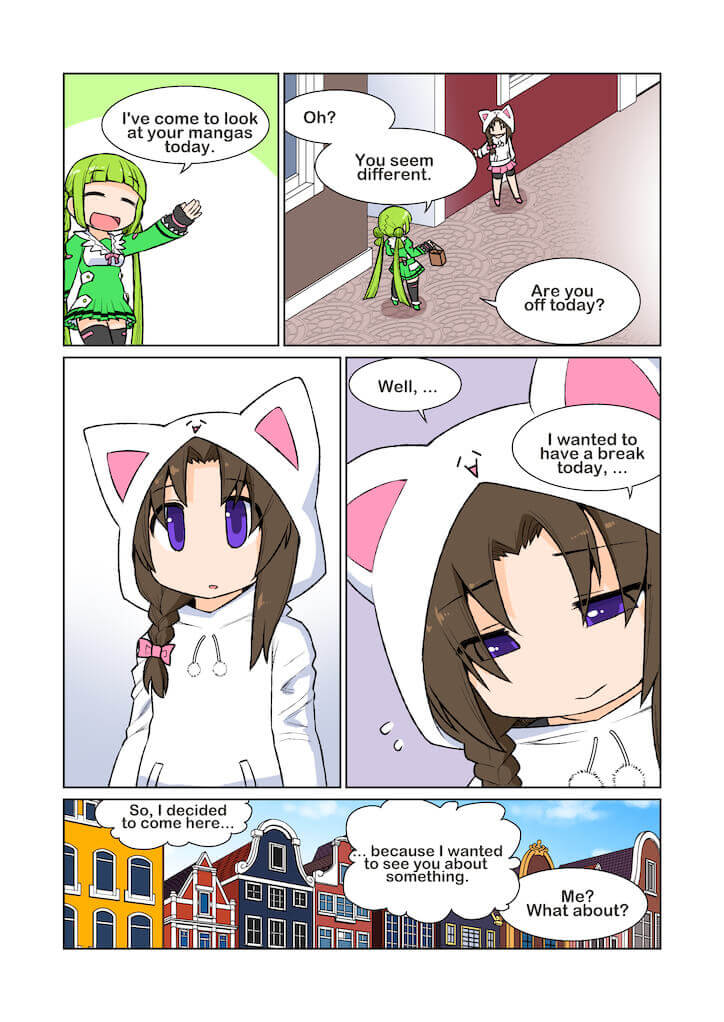 I've come to look
at your mangas
today.
Oh?
You seem
different.
Are you
off today?
Well, ...
I wanted to
have a break
today, ...
So, I decided
to come here...
... because I wanted
to see you about
something.
Me?
What about?